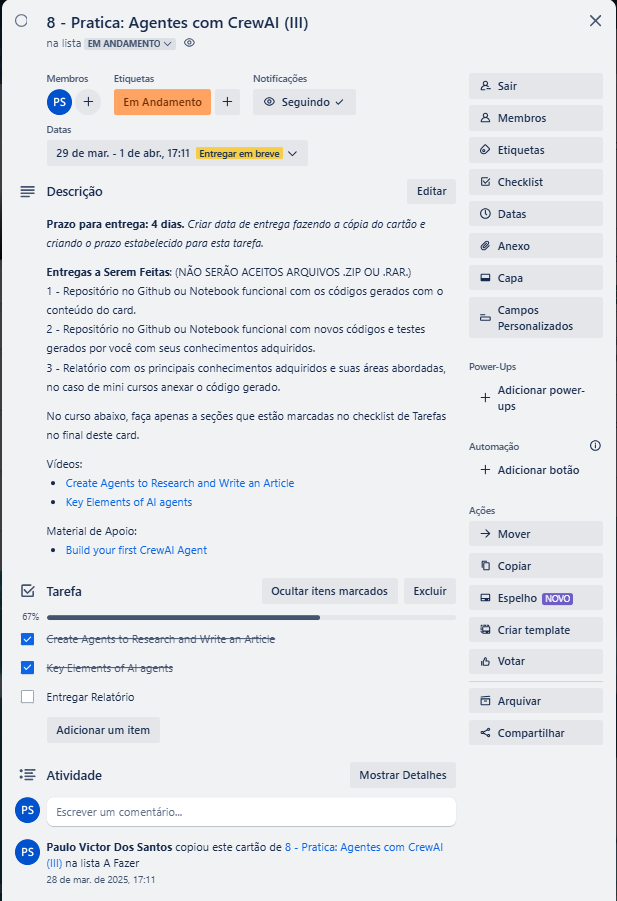 8 - Pratica: Agentes com CrewAI (III)
na lista EM ANDAMENTO
Membros
Etiquetas
Notificações
PS
Em Andamento
Seguindo
Datas
29 de mar. - 1 de abr., 17:11 Entregar em breve
Descrição
Editar
Prazo para entrega: 4 dias. Criar data de entrega fazendo a cópia do cartão e
criando o prazo estabelecido para esta tarefa.
Entregas a Serem Feitas: (NÃO SERÃO ACEITOS ARQUIVOS .ZIP OU .RAR.)
1 - Repositório no Github ou Notebook funcional com os códigos gerados com o
conteúdo do card.
2 - Repositório no Github ou Notebook funcional com novos códigos e testes
gerados por você com seus conhecimentos adquiridos.
3 - Relatório com os principais conhecimentos adquiridos e suas áreas abordadas,
no caso de mini cursos anexar o código gerado.
No curso abaixo, faça apenas a seções que estão marcadas no checklist de Tarefas
no final deste card.
Vídeos:
Create Agents to Research and Write an Article
Key Elements of AI agents
Material de Apoio:
Build your first CrewAI Agent
Tarefa
Ocultar itens marcados
Excluir
67%
Create Agents to Research and Write an Article
Key Elements of AI agents
Entregar Relatório
Adicionar um item
Atividade
Mostrar Detalhes
PS
Escrever um comentário...
PS
Paulo Victor Dos Santos copiou este cartão de 8 - Pratica: Agentes com CrewAI
(III) na lista A Fazer
28 de mar. de 2025, 17:11
Sair
Membros
Etiquetas
Checklist
Datas
Anexo
Capa
Campos
Personalizados
Power-Ups
Adicionar power-
ups
Automação
Adicionar botão
Ações
Mover
Copiar
Espelho NOVO
Criar template
Votar
Arquivar
Compartilhar